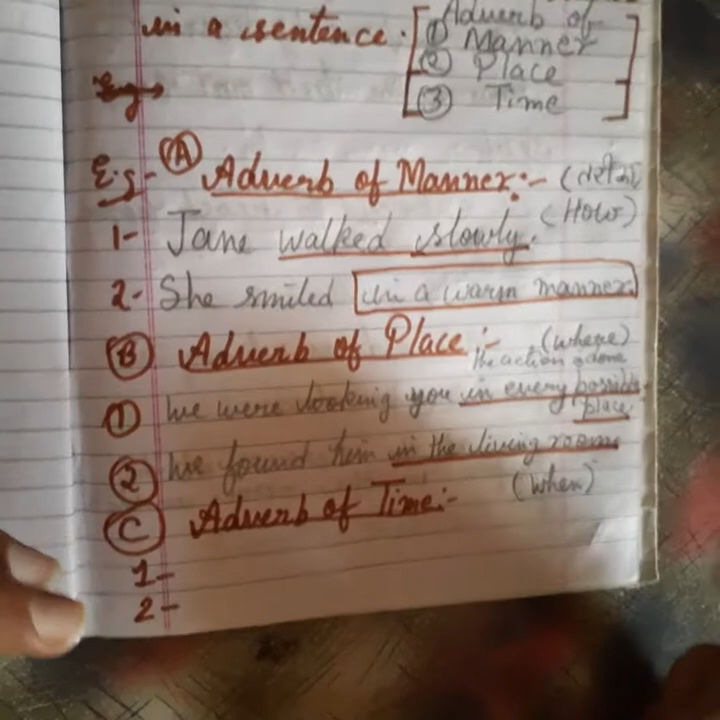 in a sentence. Adverb of
① Manner
② Place
③ Time
Eg→
E.g- Ⓐ Adverb of Manner:- (detail
(How)
1- Jane walked slowly.
2- She smiled in a warm manner.
Ⓑ Adverb of Place:- (where)
the action is done
① We were looking you in every possible
place.
② We found him in the living room
(when)
Ⓒ Adverb of Time:-
1-
2-